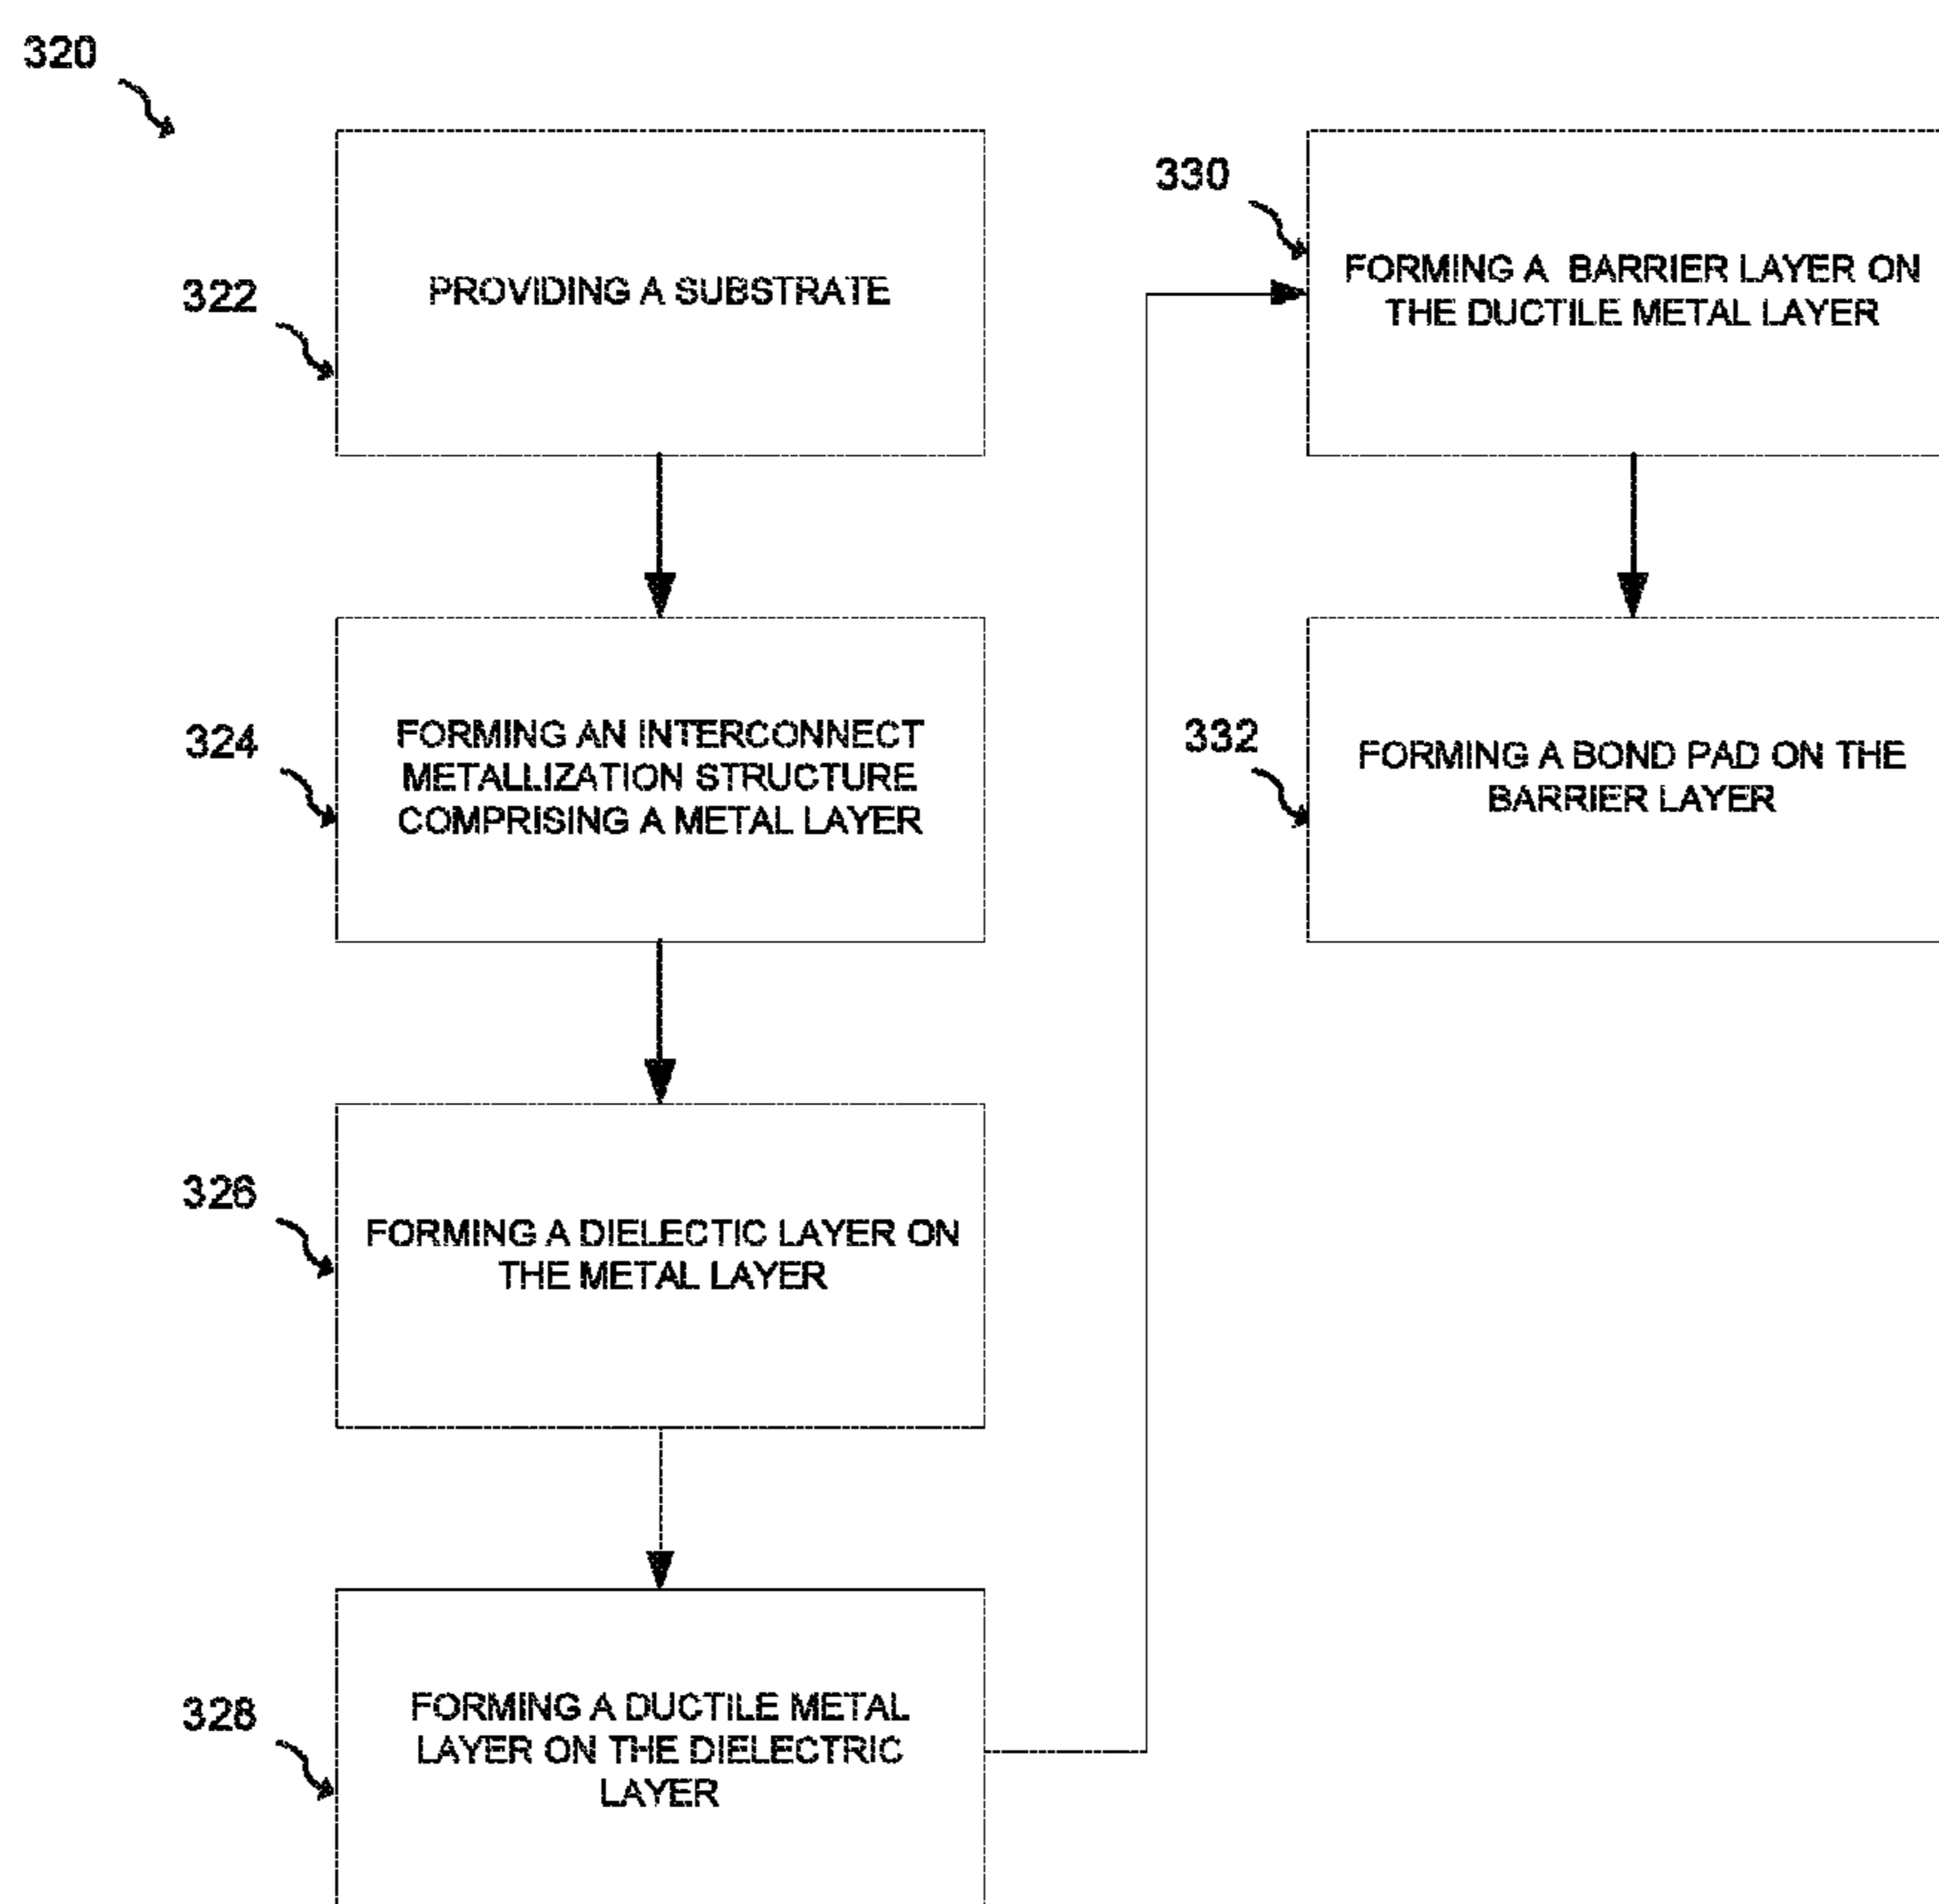 320
322
PROVIDING A SUBSTRATE
324
FORMING AN INTERCONNECT
METALLIZATION STRUCTURE
COMPRISING A METAL LAYER
326
FORMING A DIELECTIC LAYER ON
THE METAL LAYER
328
FORMING A DUCTILE METAL
LAYER ON THE DIELECTRIC
LAYER
330
FORMING A BARRIER LAYER ON
THE DUCTILE METAL LAYER
332
FORMING A BOND PAD ON THE
BARRIER LAYER